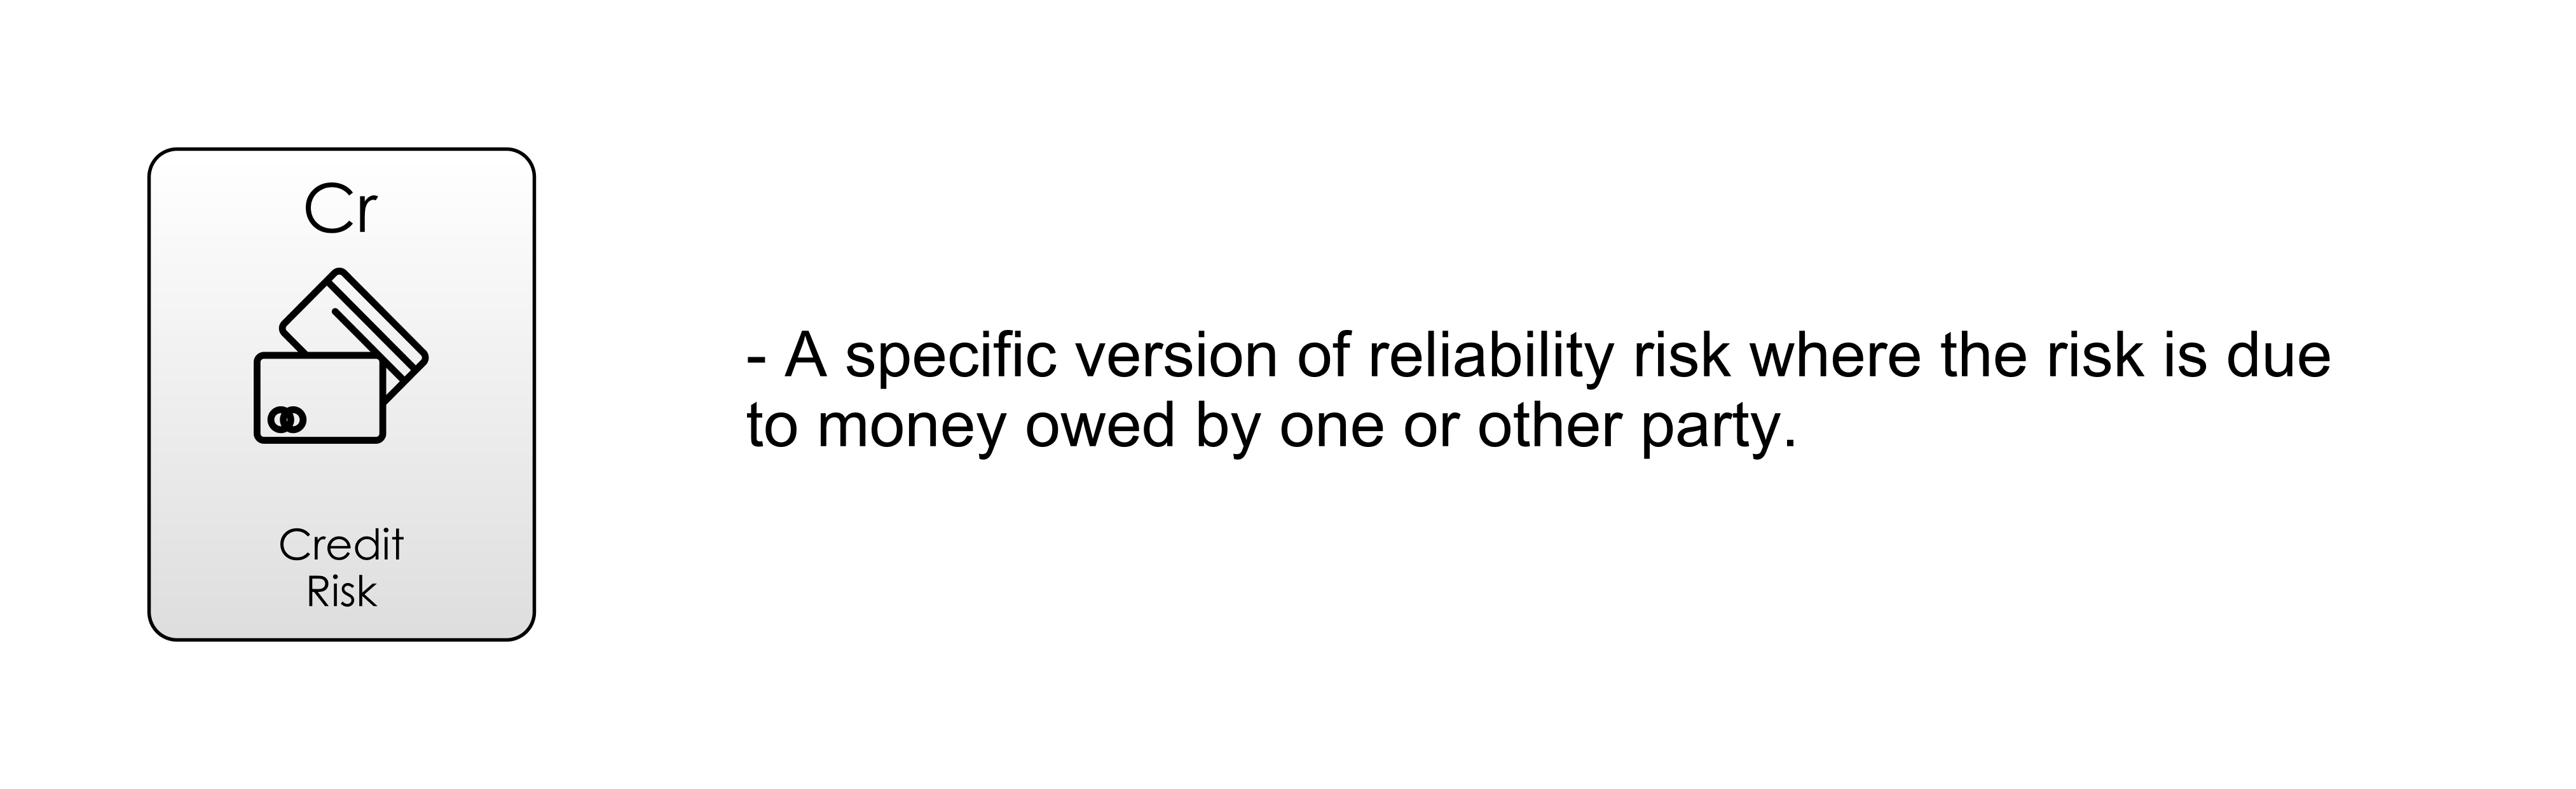 Cr
Credit
Risk
- A specific version of reliability risk where the risk is due
to money owed by one or other party.